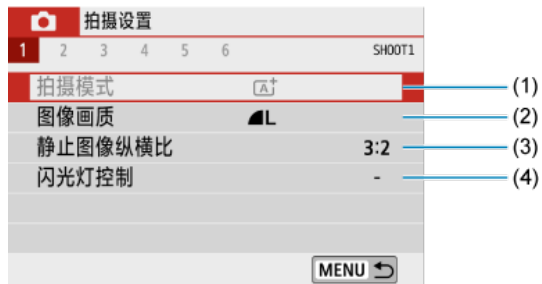 拍摄设置
1 2 3 4 5 6 SHOOT1
拍摄模式 A+ (1)
图像画质 L (2)
静止图像纵横比 3:2 (3)
闪光灯控制 - (4)
MENU